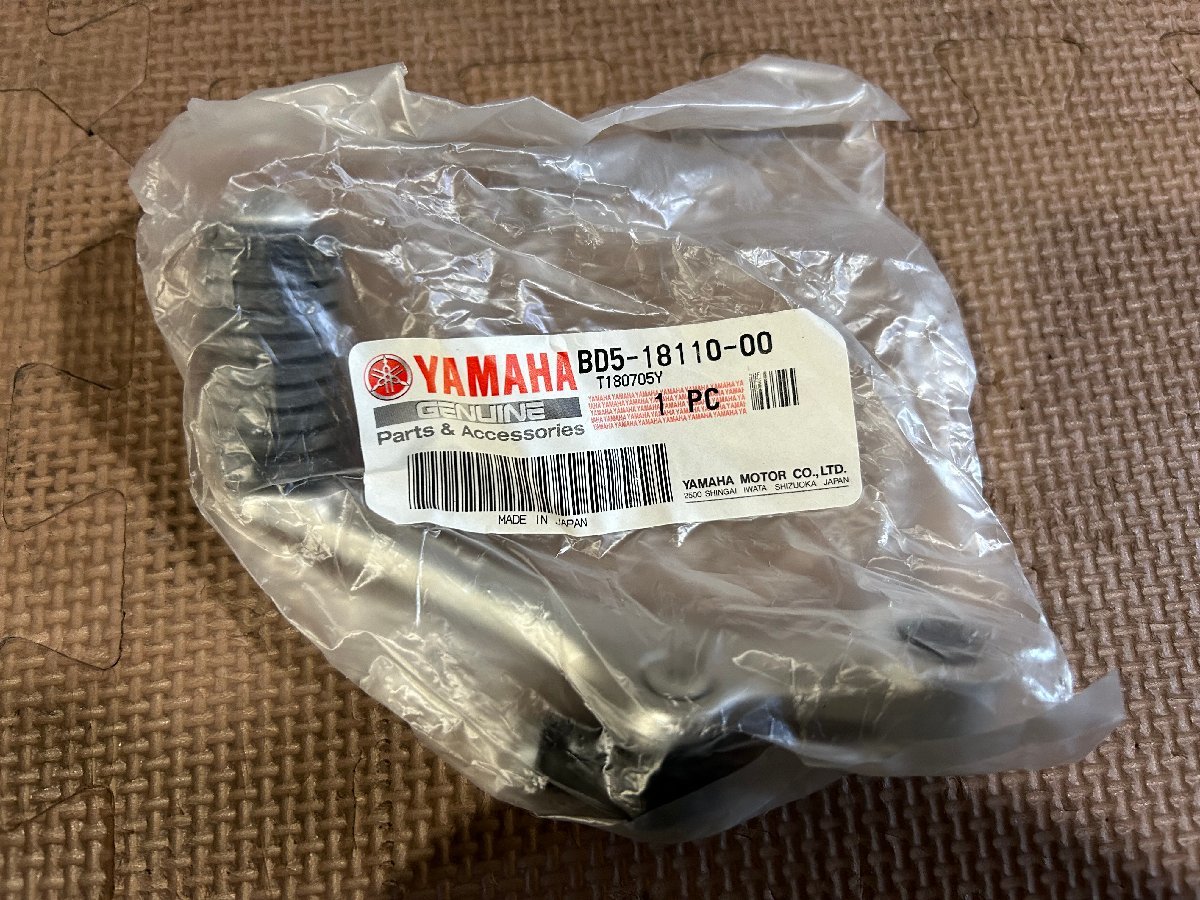 YAMAHA BD5-18110-00
T180705Y
GENUINE
1 PC
Parts & Accessories
YAMAHA MOTOR CO., LTD.
2500 SHINGAI IWATA SHIZUOKA JAPAN
MADE IN JAPAN